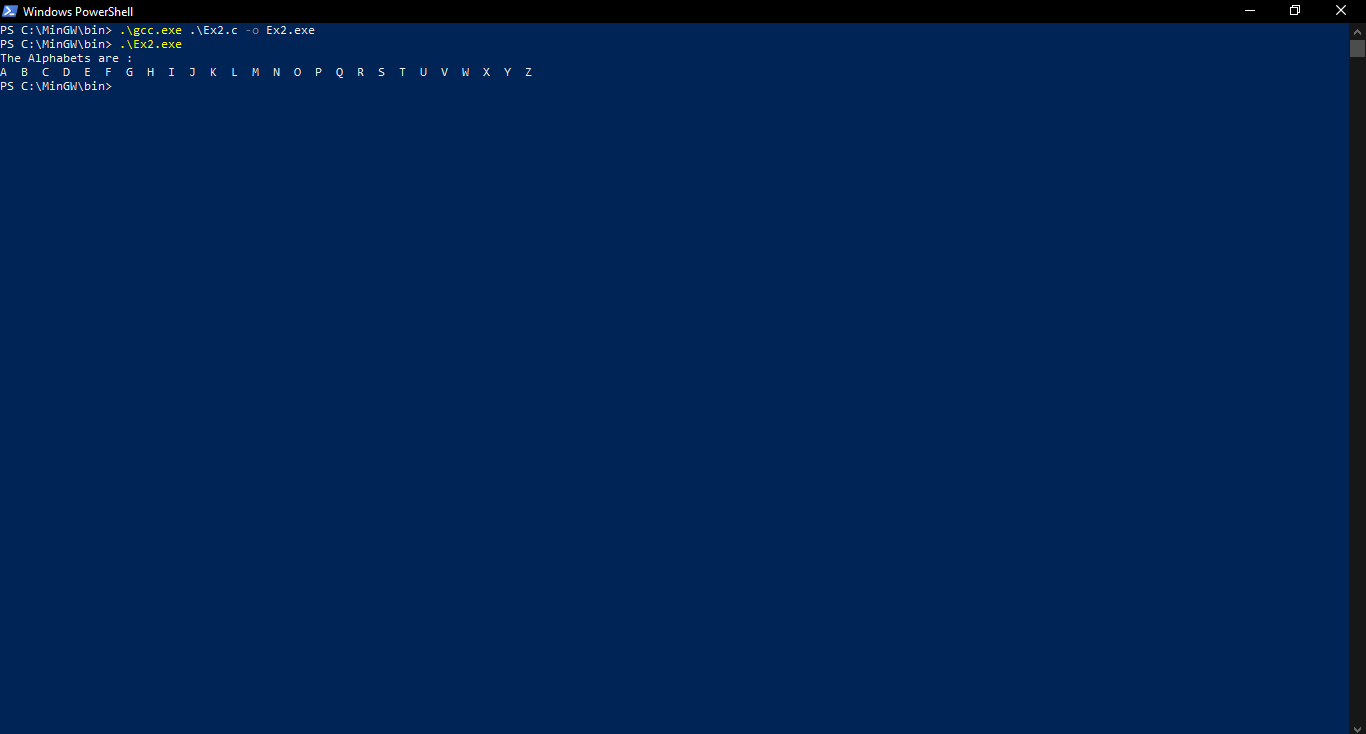 Windows PowerShell
PS C:\MinGW\bin> .\gcc.exe .\Ex2.c -o Ex2.exe
PS C:\MinGW\bin> .\Ex2.exe
The Alphabets are :
A  B  C  D  E  F  G  H  I  J  K  L  M  N  O  P  Q  R  S  T  U  V  W  X  Y  Z
PS C:\MinGW\bin>